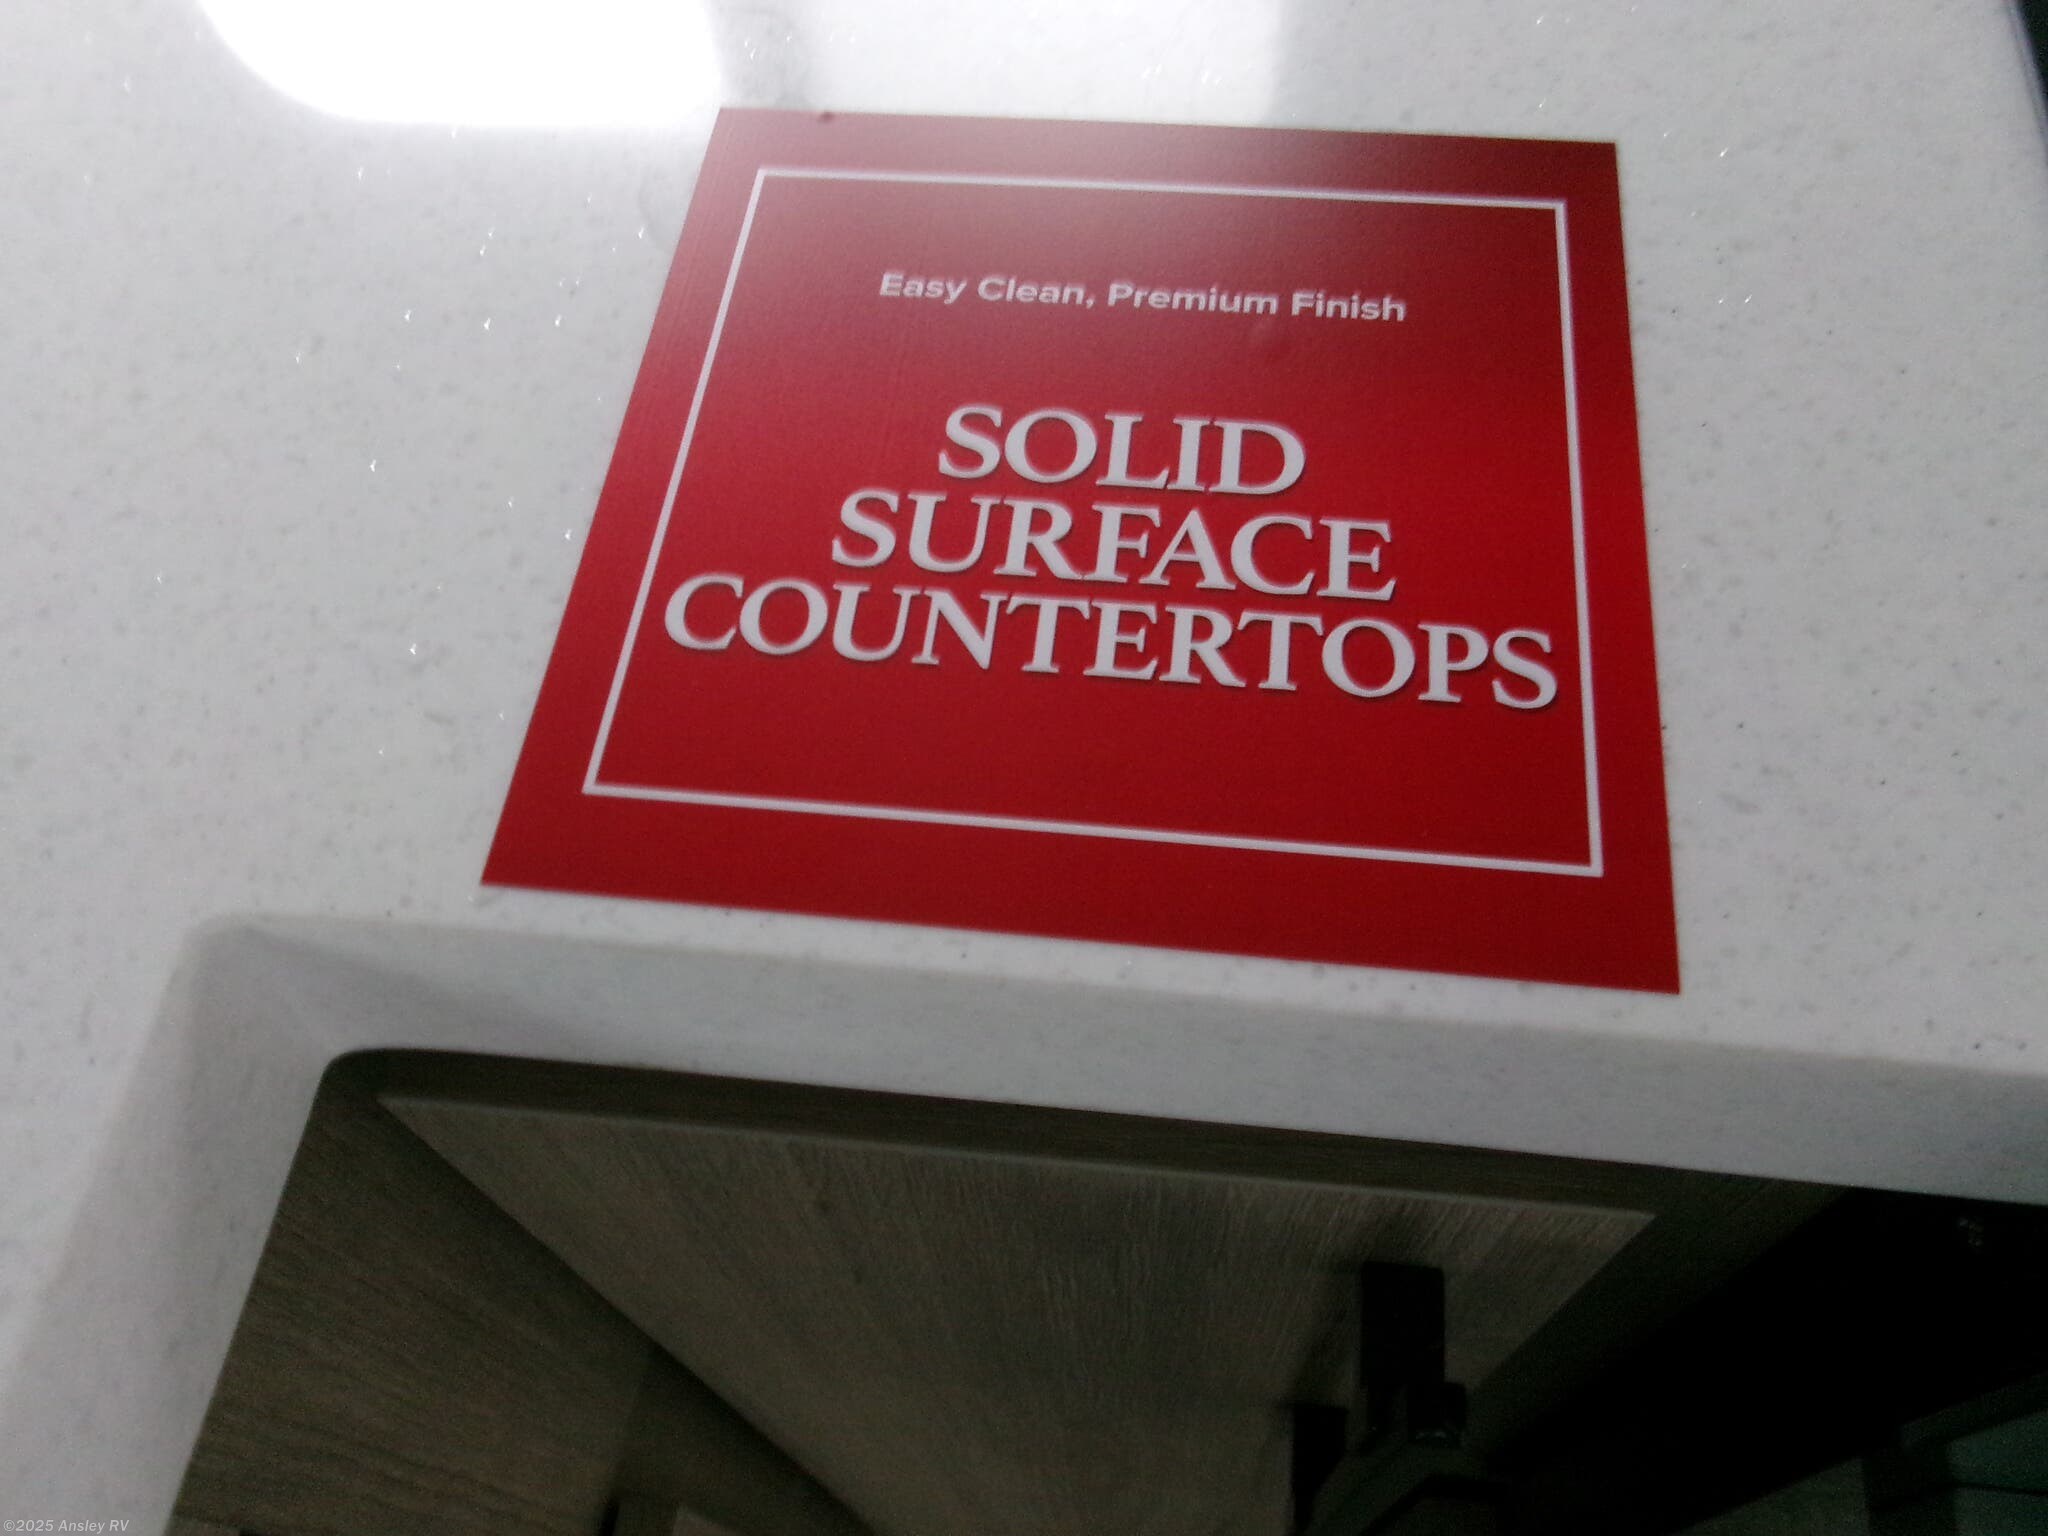 Easy Clean, Premium Finish
SOLID
SURFACE
COUNTERTOPS
©2025 Ansley RV